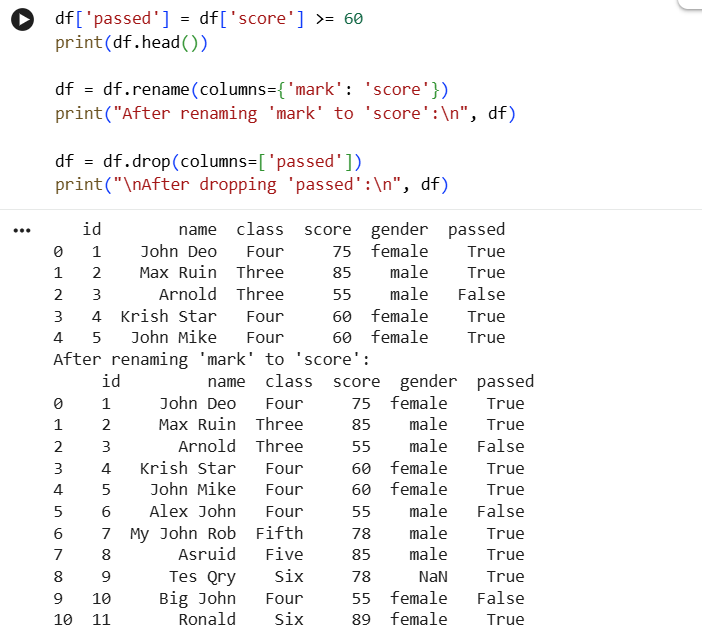 df['passed'] = df['score'] >= 60
print(df.head())
df = df.rename(columns={'mark': 'score'})
print("After renaming 'mark' to 'score':\n", df)
df = df.drop(columns=['passed'])
print("\nAfter dropping 'passed':\n", df)
id name class score gender passed
0 1 John Deo Four 75 female True
1 2 Max Ruin Three 85 male True
2 3 Arnold Three 55 male False
3 4 Krish Star Four 60 female True
4 5 John Mike Four 60 female True
After renaming 'mark' to 'score':
id name class score gender passed
0 1 John Deo Four 75 female True
1 2 Max Ruin Three 85 male True
2 3 Arnold Three 55 male False
3 4 Krish Star Four 60 female True
4 5 John Mike Four 60 female True
5 6 Alex John Four 55 male False
6 7 My John Rob Fifth 78 male True
7 8 Asruid Five 85 male True
8 9 Tes Qry Six 78 NaN True
9 10 Big John Four 55 female False
10 11 Ronald Six 89 female True